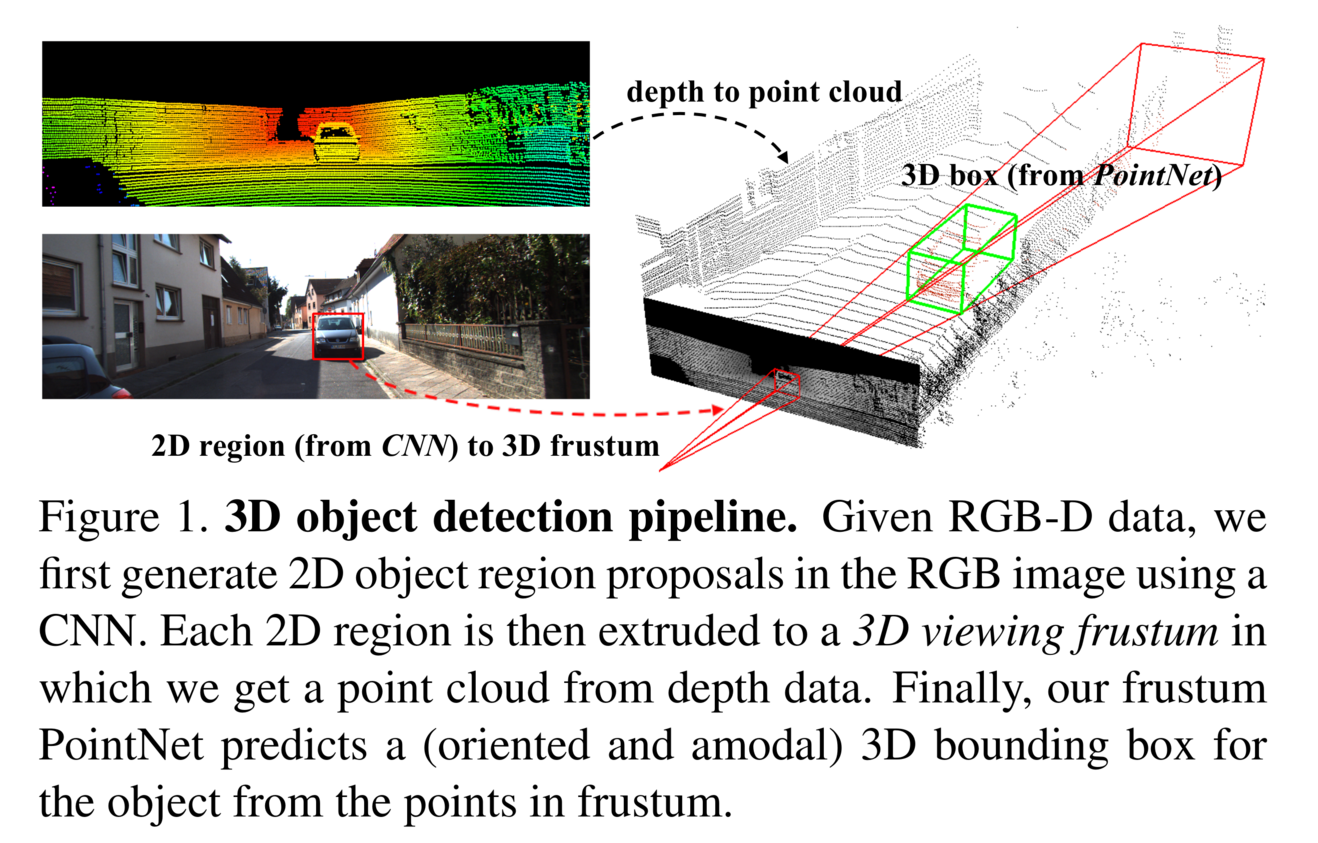 depth to point cloud
3D box (from PointNet)
2D region (from CNN) to 3D frustum
Figure 1. 3D object detection pipeline. Given RGB-D data, we
first generate 2D object region proposals in the RGB image using a
CNN. Each 2D region is then extruded to a 3D viewing frustum in
which we get a point cloud from depth data. Finally, our frustum
PointNet predicts a (oriented and amodal) 3D bounding box for
the object from the points in frustum.